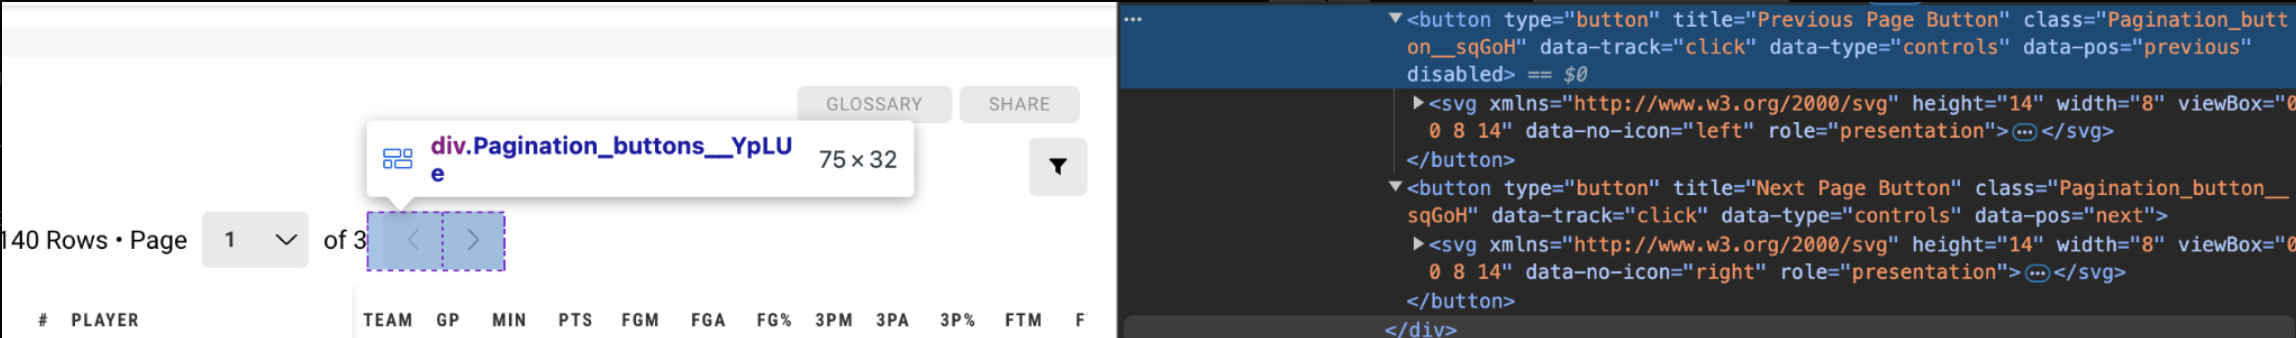 GLOSSARY
SHARE
div.Pagination_buttons__YpLU
e
75 × 32
140 Rows • Page
1
of 3
# PLAYER TEAM GP MIN PTS FGM FGA FG% 3PM 3PA 3P% FTM F
…
▼<button type="button" title="Previous Page Button" class="Pagination_butt
on__sqGoH" data-track="click" data-type="controls" data-pos="previous"
disabled> == $0
▶<svg xmlns="http://www.w3.org/2000/svg" height="14" width="8" viewBox="0
0 8 14" data-no-icon="left" role="presentation">…</svg>
</button>
▼<button type="button" title="Next Page Button" class="Pagination_button__
sqGoH" data-track="click" data-type="controls" data-pos="next">
▶<svg xmlns="http://www.w3.org/2000/svg" height="14" width="8" viewBox="0
0 8 14" data-no-icon="right" role="presentation">…</svg>
</button>
</div>